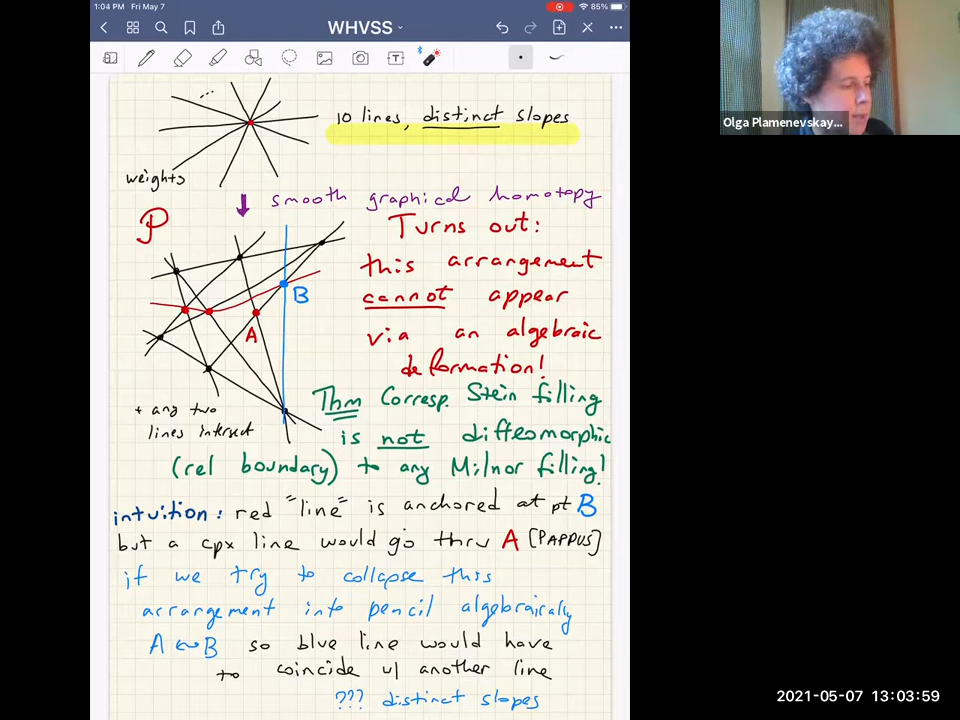 1:04 PM Fri May 7
85%
WHVSS
T
Olga Plamenevskay...
10 lines, distinct slopes
weights
smooth graphical homotopy
P
Turns out:
this arrangement
cannot appear
via an algebraic
deformation!
B
A
+ any two
lines intersect
Thm Corresp. Stein filling
is not diffeomorphic
(rel boundary) to any Milnor filling!
intuition: red "line" is anchored at pt B
but a cpx line would go thru A [PAPPUS]
if we try to collapse this
arrangement into pencil algebraically
A ↔ B so blue line would have
to coincide w/ another line
??? distinct slopes
2021-05-07 13:03:59